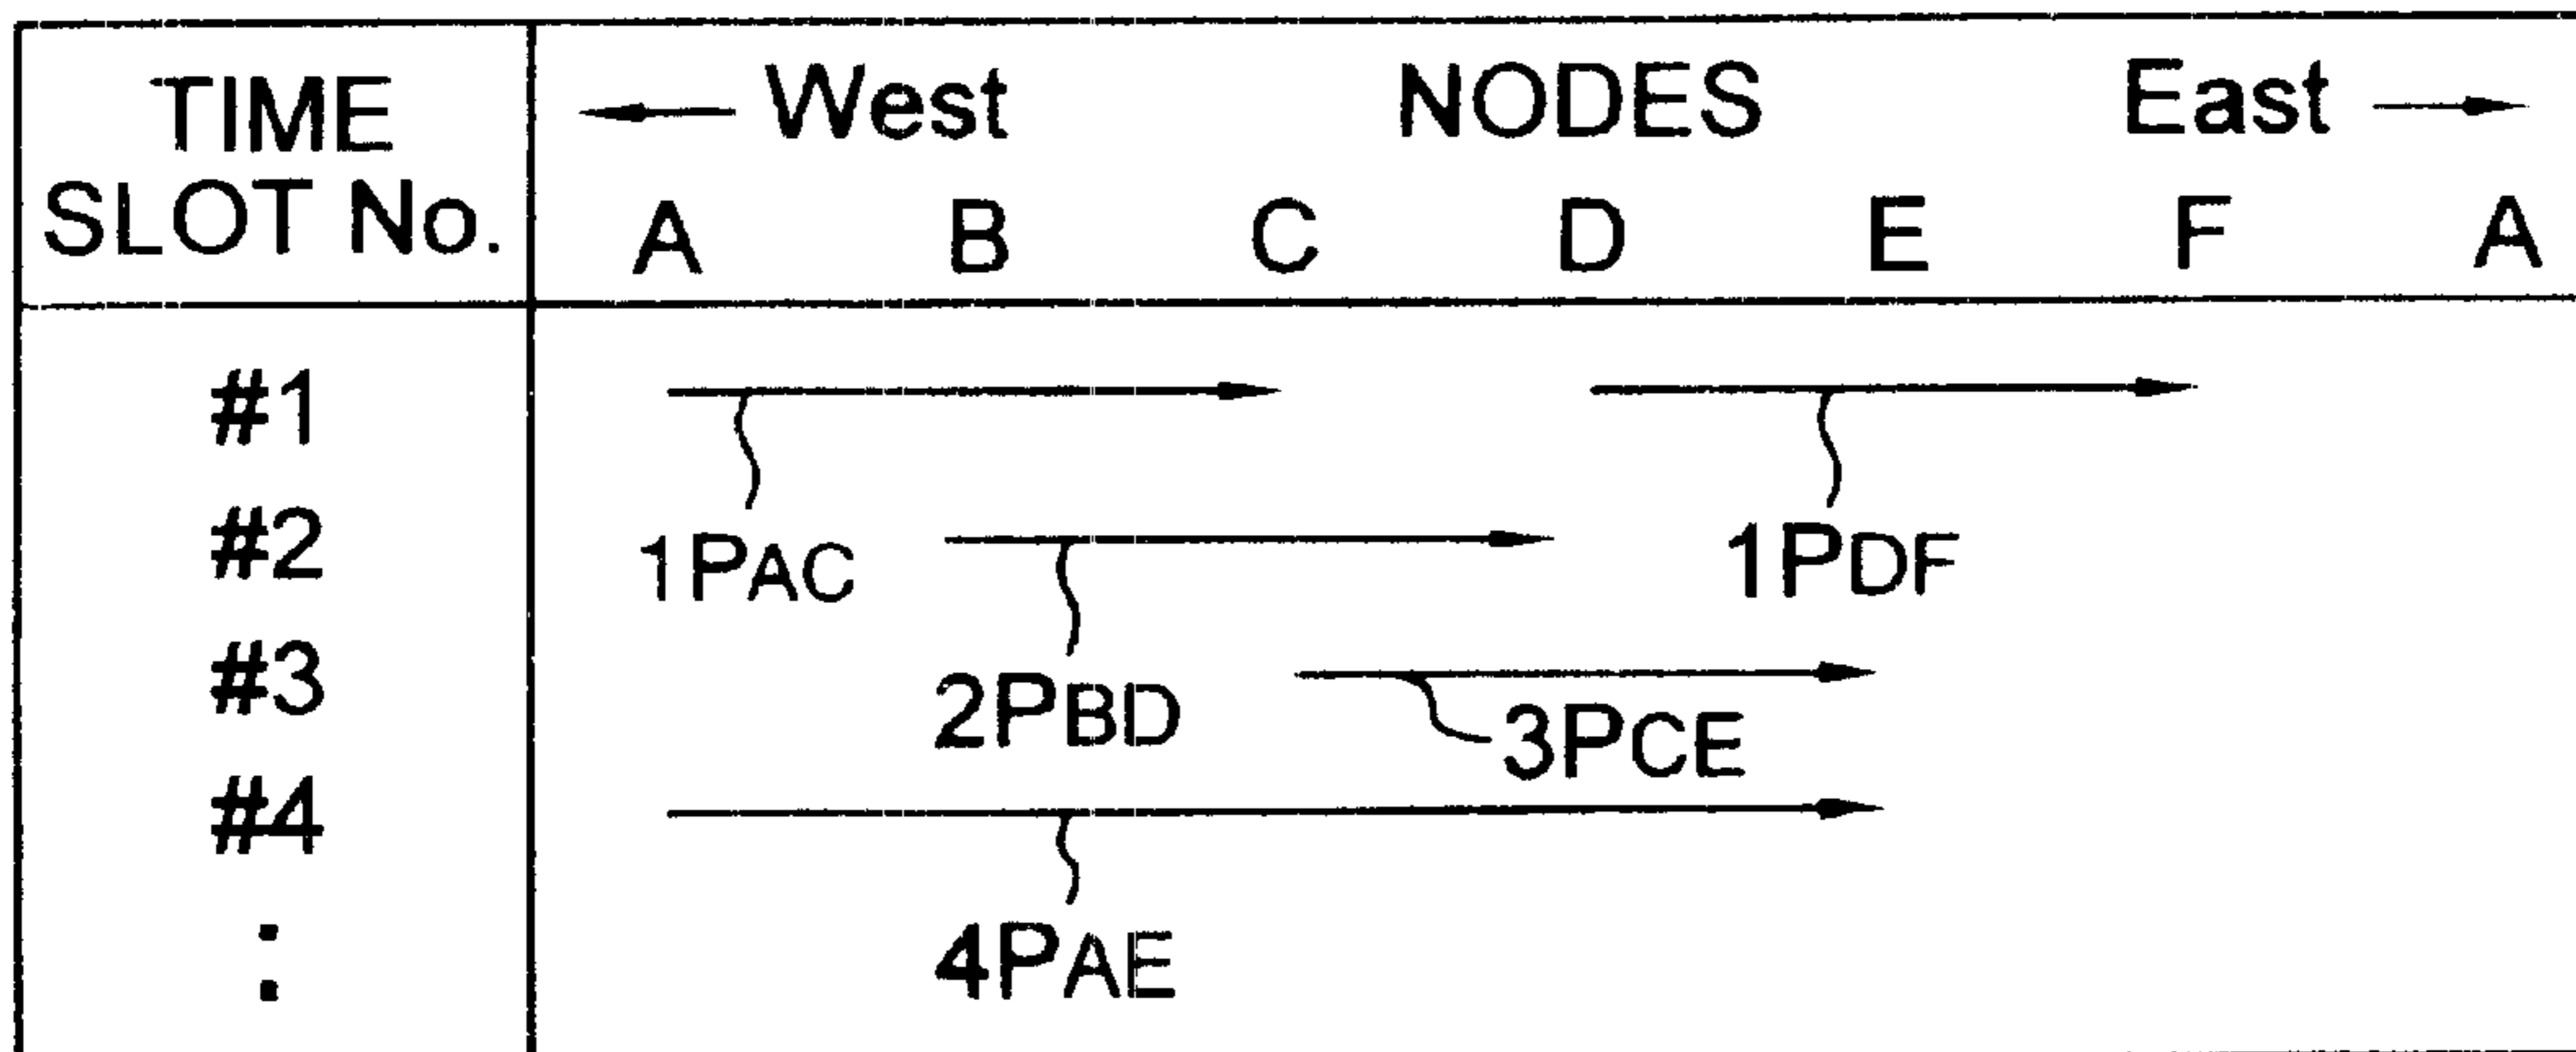 TIME
SLOT No.
West NODES East
A B C D E F A
#1
#2
1PAC 1PDF
#3
2PBD
3PCE
#4
4PAE
: